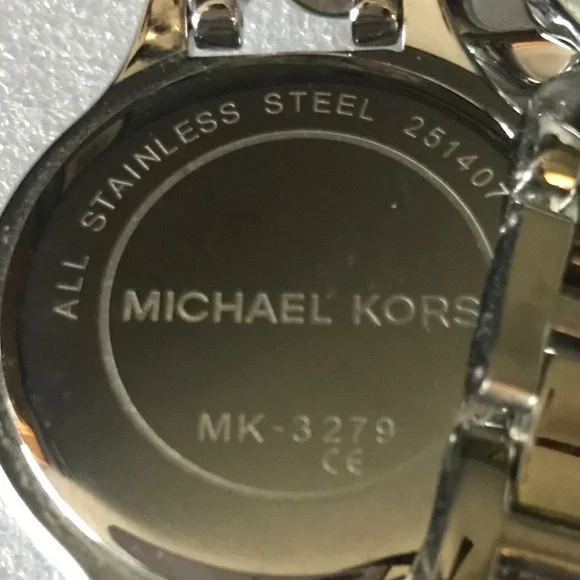 ALL STAINLESS STEEL 251407
MICHAEL KORS
MK-3279
CE